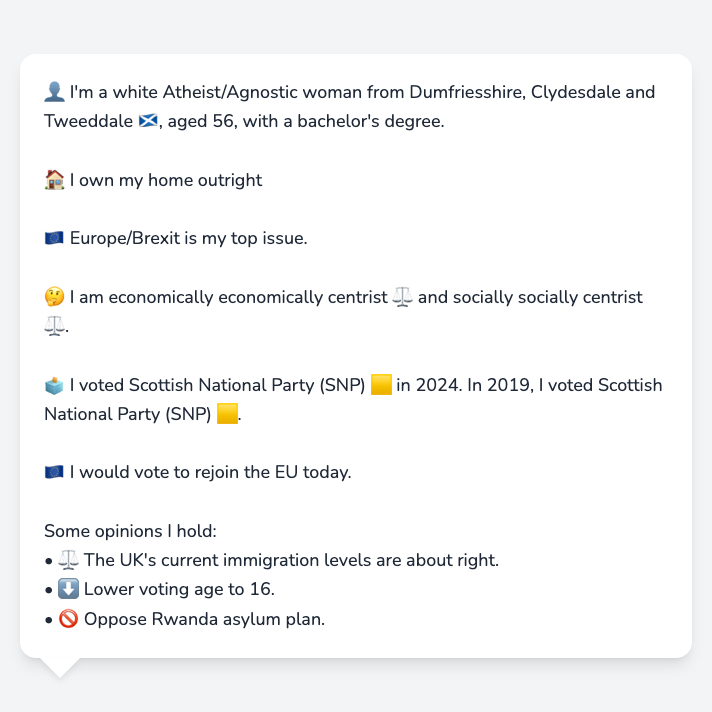 👤 I'm a white Atheist/Agnostic woman from Dumfriesshire, Clydesdale and
Tweeddale 🏴󠁧󠁢󠁳󠁣󠁴󠁿, aged 56, with a bachelor's degree.
🏠 I own my home outright
🇪🇺 Europe/Brexit is my top issue.
🤔 I am economically economically centrist ⚖️ and socially socially centrist
⚖️.
🗳️ I voted Scottish National Party (SNP) 🟨 in 2024. In 2019, I voted Scottish
National Party (SNP) 🟨.
🇪🇺 I would vote to rejoin the EU today.
Some opinions I hold:
• ⚖️ The UK's current immigration levels are about right.
• ⬇️ Lower voting age to 16.
• 🚫 Oppose Rwanda asylum plan.